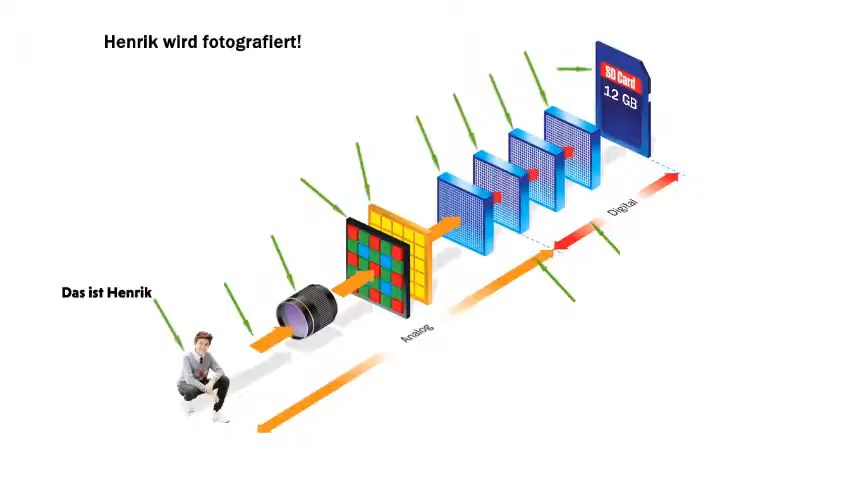 Henrik wird fotografiert!
SD Card
12 GB
Digital
Das ist Henrik
Analog